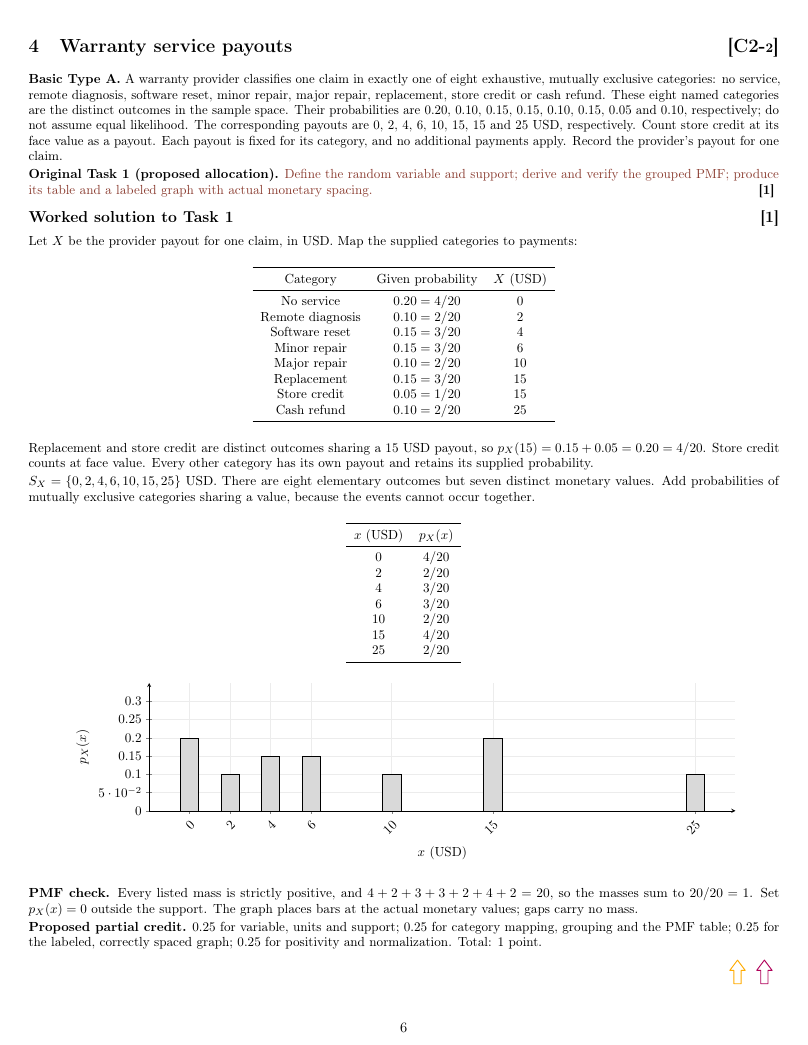 4 Warranty service payouts [C2-2]
Basic Type A. A warranty provider classifies one claim in exactly one of eight exhaustive, mutually exclusive categories: no service,
remote diagnosis, software reset, minor repair, major repair, replacement, store credit or cash refund. These eight named categories
are the distinct outcomes in the sample space. Their probabilities are 0.20, 0.10, 0.15, 0.15, 0.10, 0.15, 0.05 and 0.10, respectively; do
not assume equal likelihood. The corresponding payouts are 0, 2, 4, 6, 10, 15, 15 and 25 USD, respectively. Count store credit at its
face value as a payout. Each payout is fixed for its category, and no additional payments apply. Record the provider's payout for one
claim.
Original Task 1 (proposed allocation). Define the random variable and support; derive and verify the grouped PMF; produce
its table and a labeled graph with actual monetary spacing. [1]
Worked solution to Task 1 [1]
Let X be the provider payout for one claim, in USD. Map the supplied categories to payments:
Category Given probability X (USD)
No service 0.20 = 4/20 0
Remote diagnosis 0.10 = 2/20 2
Software reset 0.15 = 3/20 4
Minor repair 0.15 = 3/20 6
Major repair 0.10 = 2/20 10
Replacement 0.15 = 3/20 15
Store credit 0.05 = 1/20 15
Cash refund 0.10 = 2/20 25
Replacement and store credit are distinct outcomes sharing a 15 USD payout, so p_X(15) = 0.15 + 0.05 = 0.20 = 4/20. Store credit
counts at face value. Every other category has its own payout and retains its supplied probability.
S_X = {0, 2, 4, 6, 10, 15, 25} USD. There are eight elementary outcomes but seven distinct monetary values. Add probabilities of
mutually exclusive categories sharing a value, because the events cannot occur together.
x (USD) p_X(x)
0 4/20
2 2/20
4 3/20
6 3/20
10 2/20
15 4/20
25 2/20
p_X(x)
0.3
0.25
0.2
0.15
0.1
5 · 10⁻²
0
0 2 4 6 10 15 25
x (USD)
PMF check. Every listed mass is strictly positive, and 4 + 2 + 3 + 3 + 2 + 4 + 2 = 20, so the masses sum to 20/20 = 1. Set
p_X(x) = 0 outside the support. The graph places bars at the actual monetary values; gaps carry no mass.
Proposed partial credit. 0.25 for variable, units and support; 0.25 for category mapping, grouping and the PMF table; 0.25 for
the labeled, correctly spaced graph; 0.25 for positivity and normalization. Total: 1 point.
6